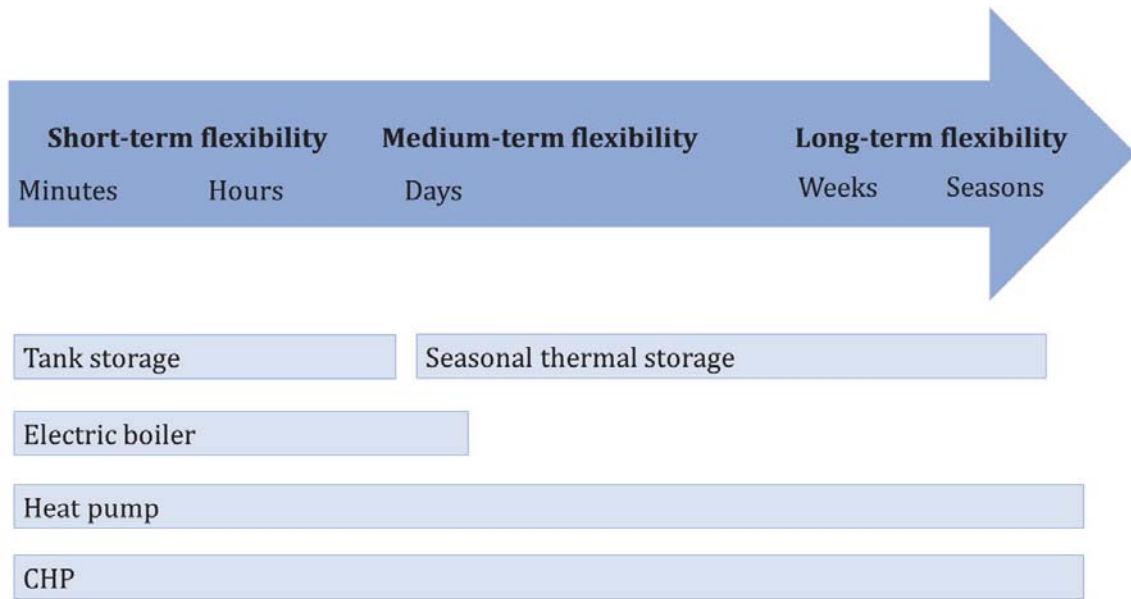 Short-term flexibility Medium-term flexibility Long-term flexibility
Minutes Hours Days Weeks Seasons
Tank storage Seasonal thermal storage
Electric boiler
Heat pump
CHP